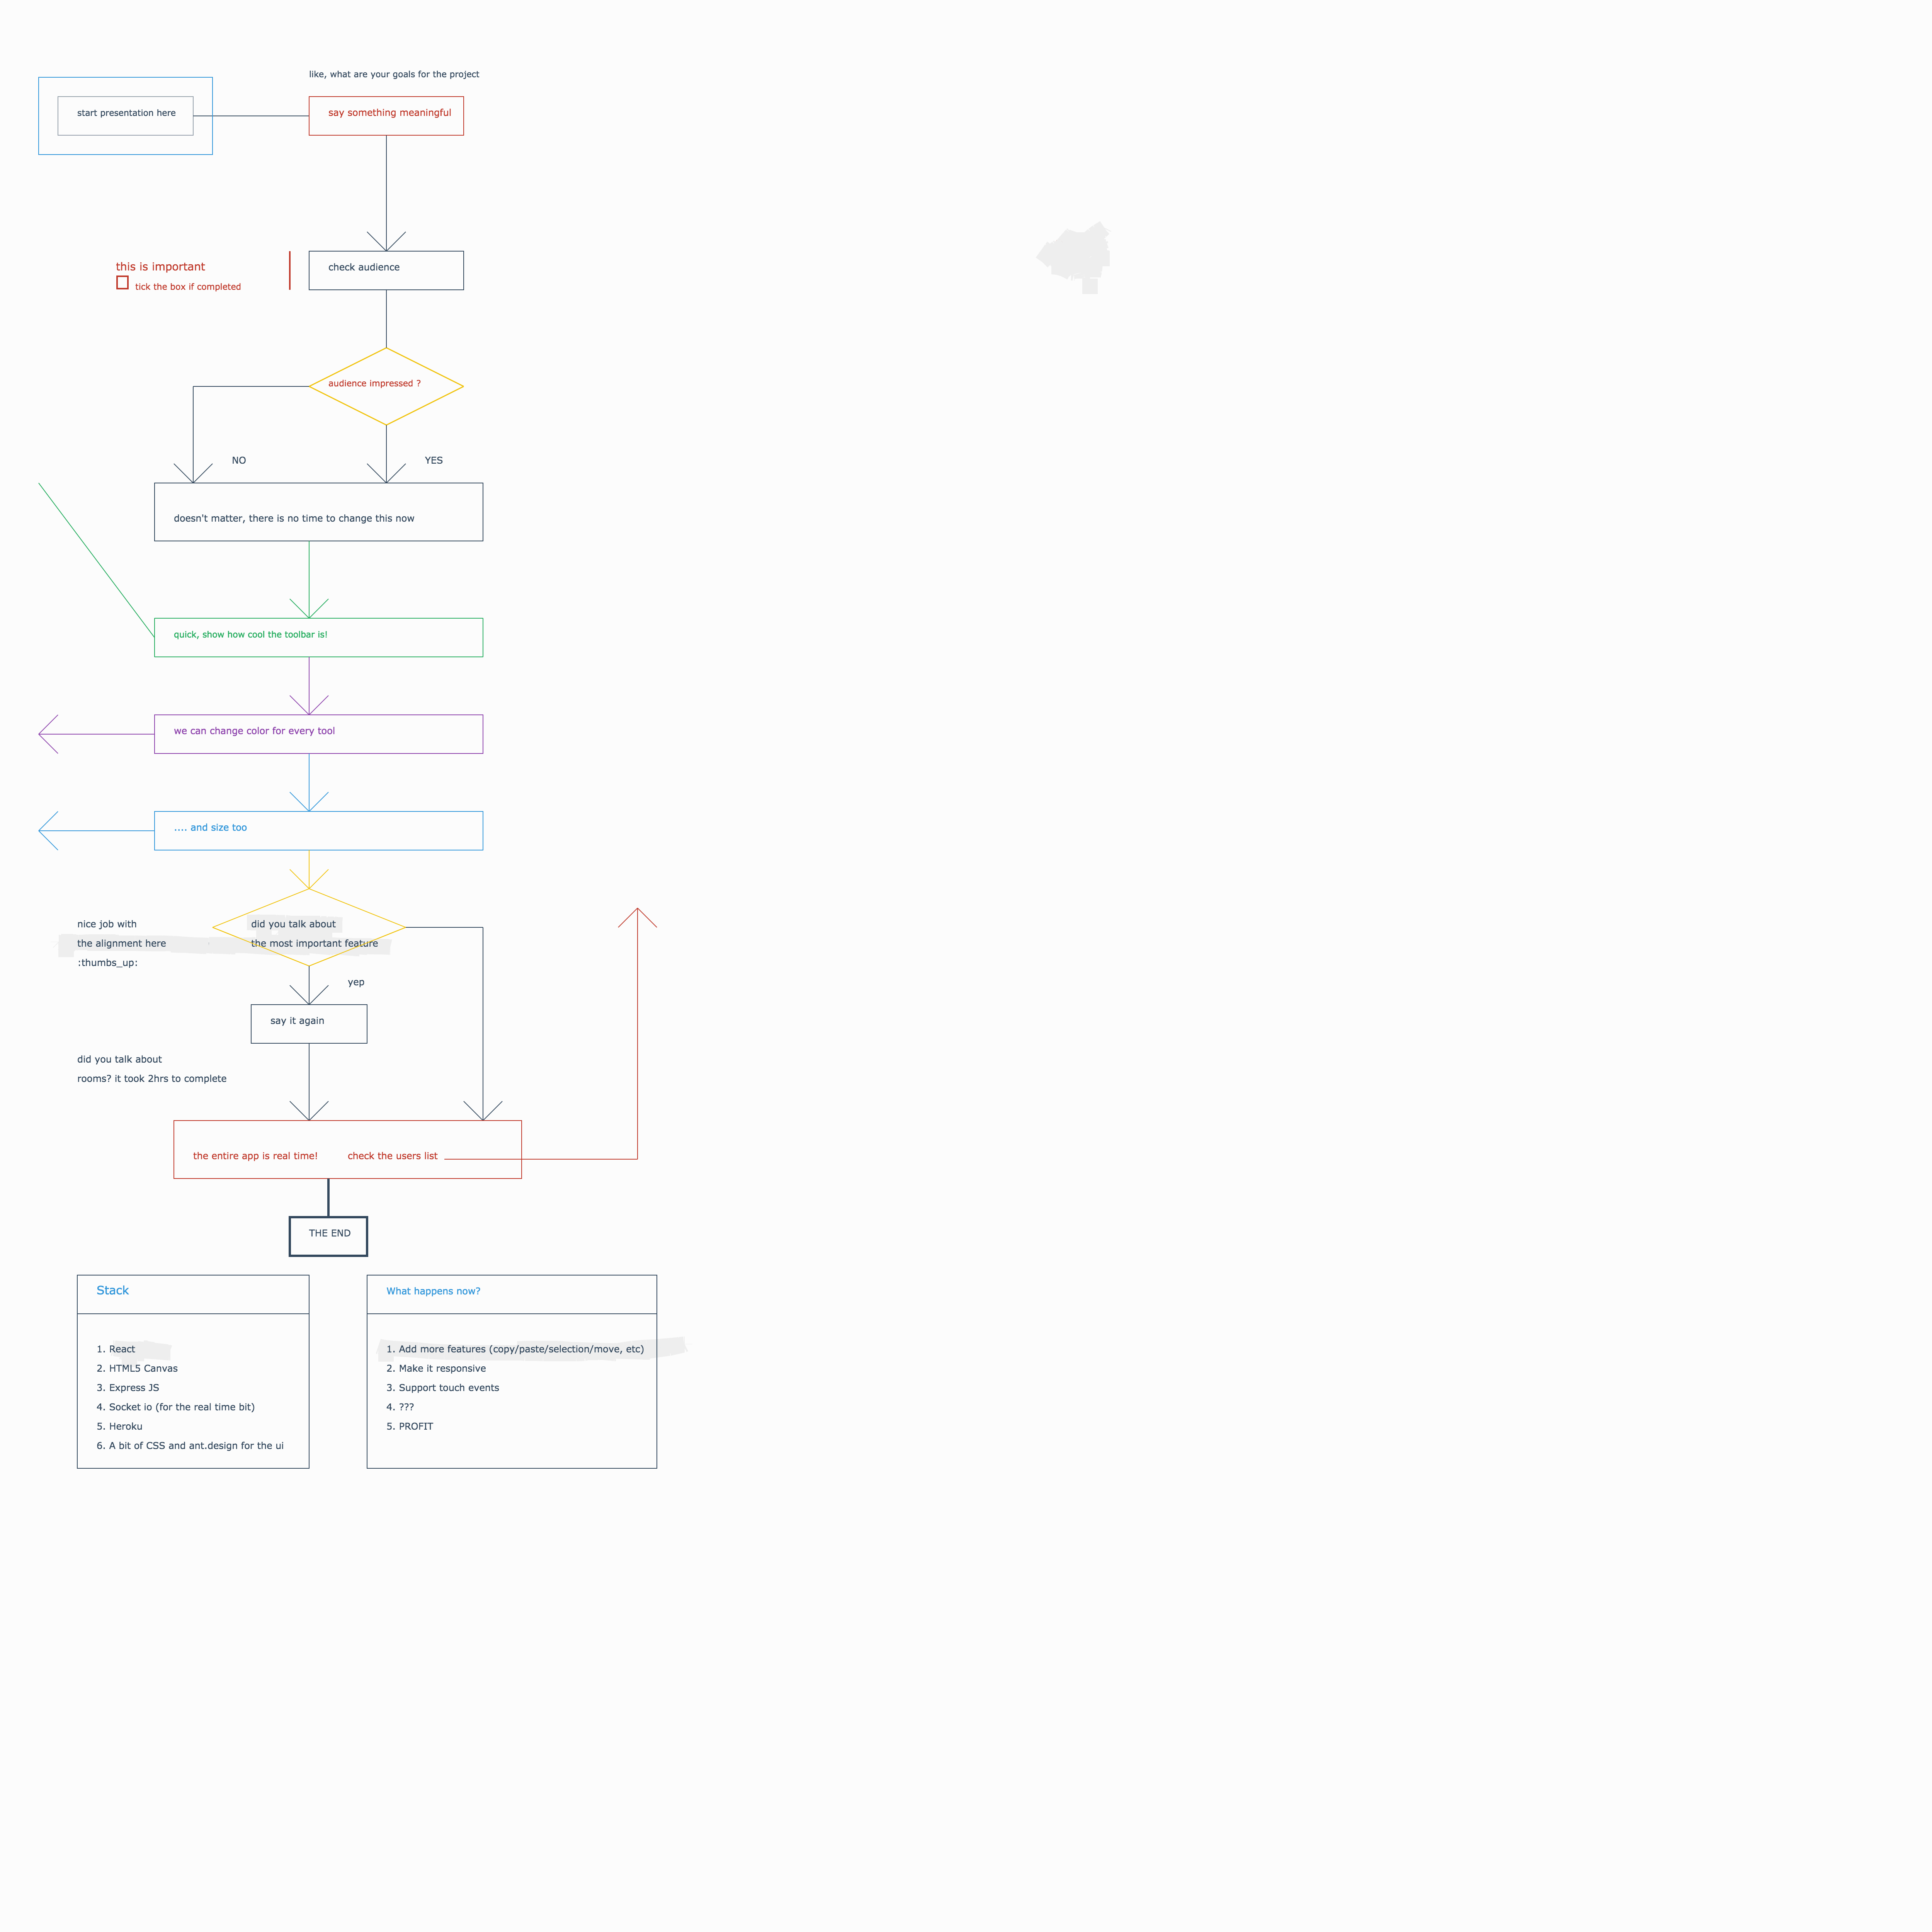 like, what are your goals for the project
start presentation here
say something meaningful
this is important
tick the box if completed
check audience
audience impressed ?
NO
YES
doesn't matter, there is no time to change this now
quick, show how cool the toolbar is!
we can change color for every tool
.... and size too
nice job with
the alignment here
:thumbs_up:
did you talk about
the most important feature
yep
say it again
did you talk about
rooms? it took 2hrs to complete
the entire app is real time!
check the users list
THE END
Stack
1. React
2. HTML5 Canvas
3. Express JS
4. Socket io (for the real time bit)
5. Heroku
6. A bit of CSS and ant.design for the ui
What happens now?
1. Add more features (copy/paste/selection/move, etc)
2. Make it responsive
3. Support touch events
4. ???
5. PROFIT